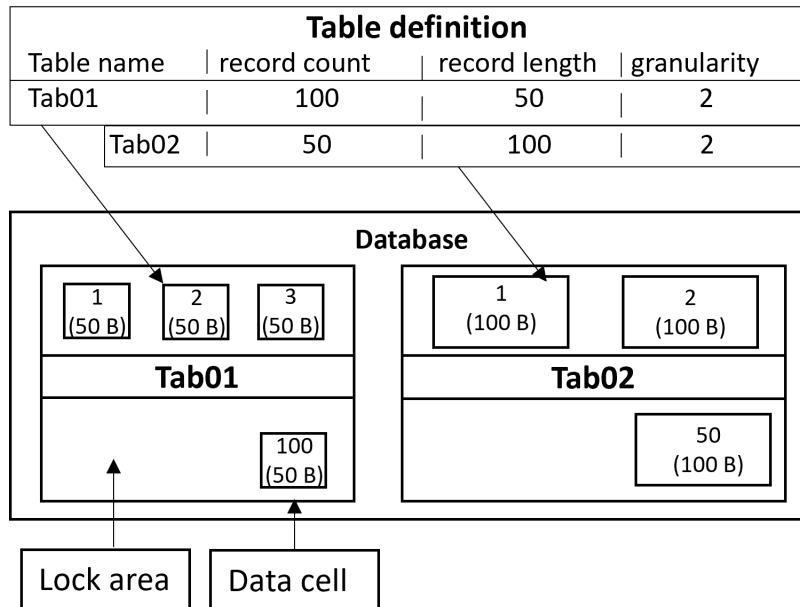 Table definition
Table name | record count | record length | granularity
Tab01 | 100 | 50 | 2
Tab02 | 50 | 100 | 2
Database
1
(50 B)
2
(50 B)
3
(50 B)
1
(100 B)
2
(100 B)
Tab01
Tab02
100
(50 B)
50
(100 B)
Lock area
Data cell